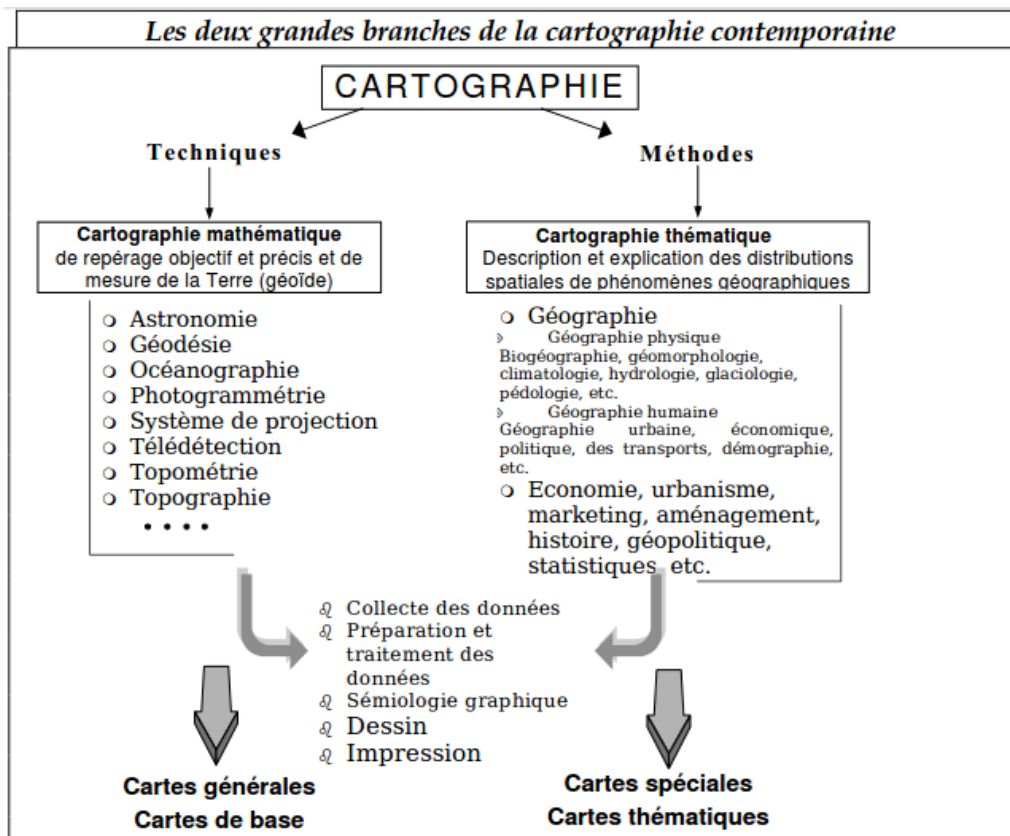 Les deux grandes branches de la cartographie contemporaine
CARTOGRAPHIE
Techniques
Méthodes
Cartographie mathématique
de repérage objectif et précis et de
mesure de la Terre (géoïde)
Cartographie thématique
Description et explication des distributions
spatiales de phénomènes géographiques
Astronomie
Géodésie
Océanographie
Photogrammétrie
Système de projection
Télédétection
Topométrie
Topographie
• • • •
Géographie
Géographie physique
Biogéographie, géomorphologie,
climatologie, hydrologie, glaciologie,
pédologie, etc.
Géographie humaine
Géographie urbaine, économique,
politique, des transports, démographie,
etc.
Economie, urbanisme,
marketing, aménagement,
histoire, géopolitique,
statistiques, etc.
Collecte des données
Préparation et
traitement des
données
Sémiologie graphique
Dessin
Impression
Cartes générales
Cartes de base
Cartes spéciales
Cartes thématiques